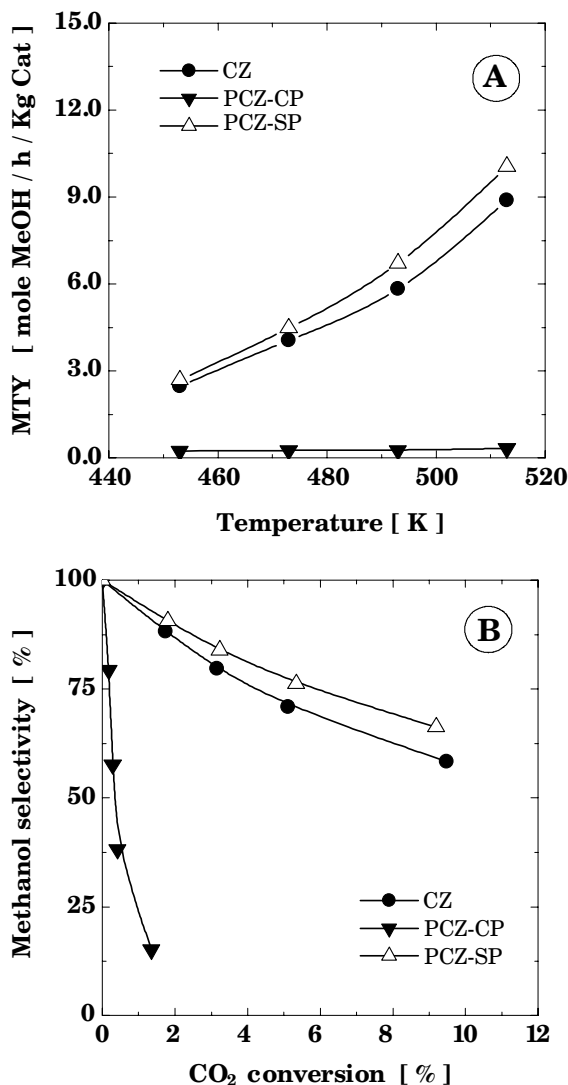 15.0
12.0
9.0
6.0
3.0
0.0
MTY [ mole MeOH / h / Kg Cat ]
CZ
PCZ-CP
PCZ-SP
A
440 460 480 500 520
Temperature [ K ]
100
75
50
25
0
Methanol selectivity [ % ]
B
CZ
PCZ-CP
PCZ-SP
0 2 4 6 8 10 12
CO₂ conversion [ % ]